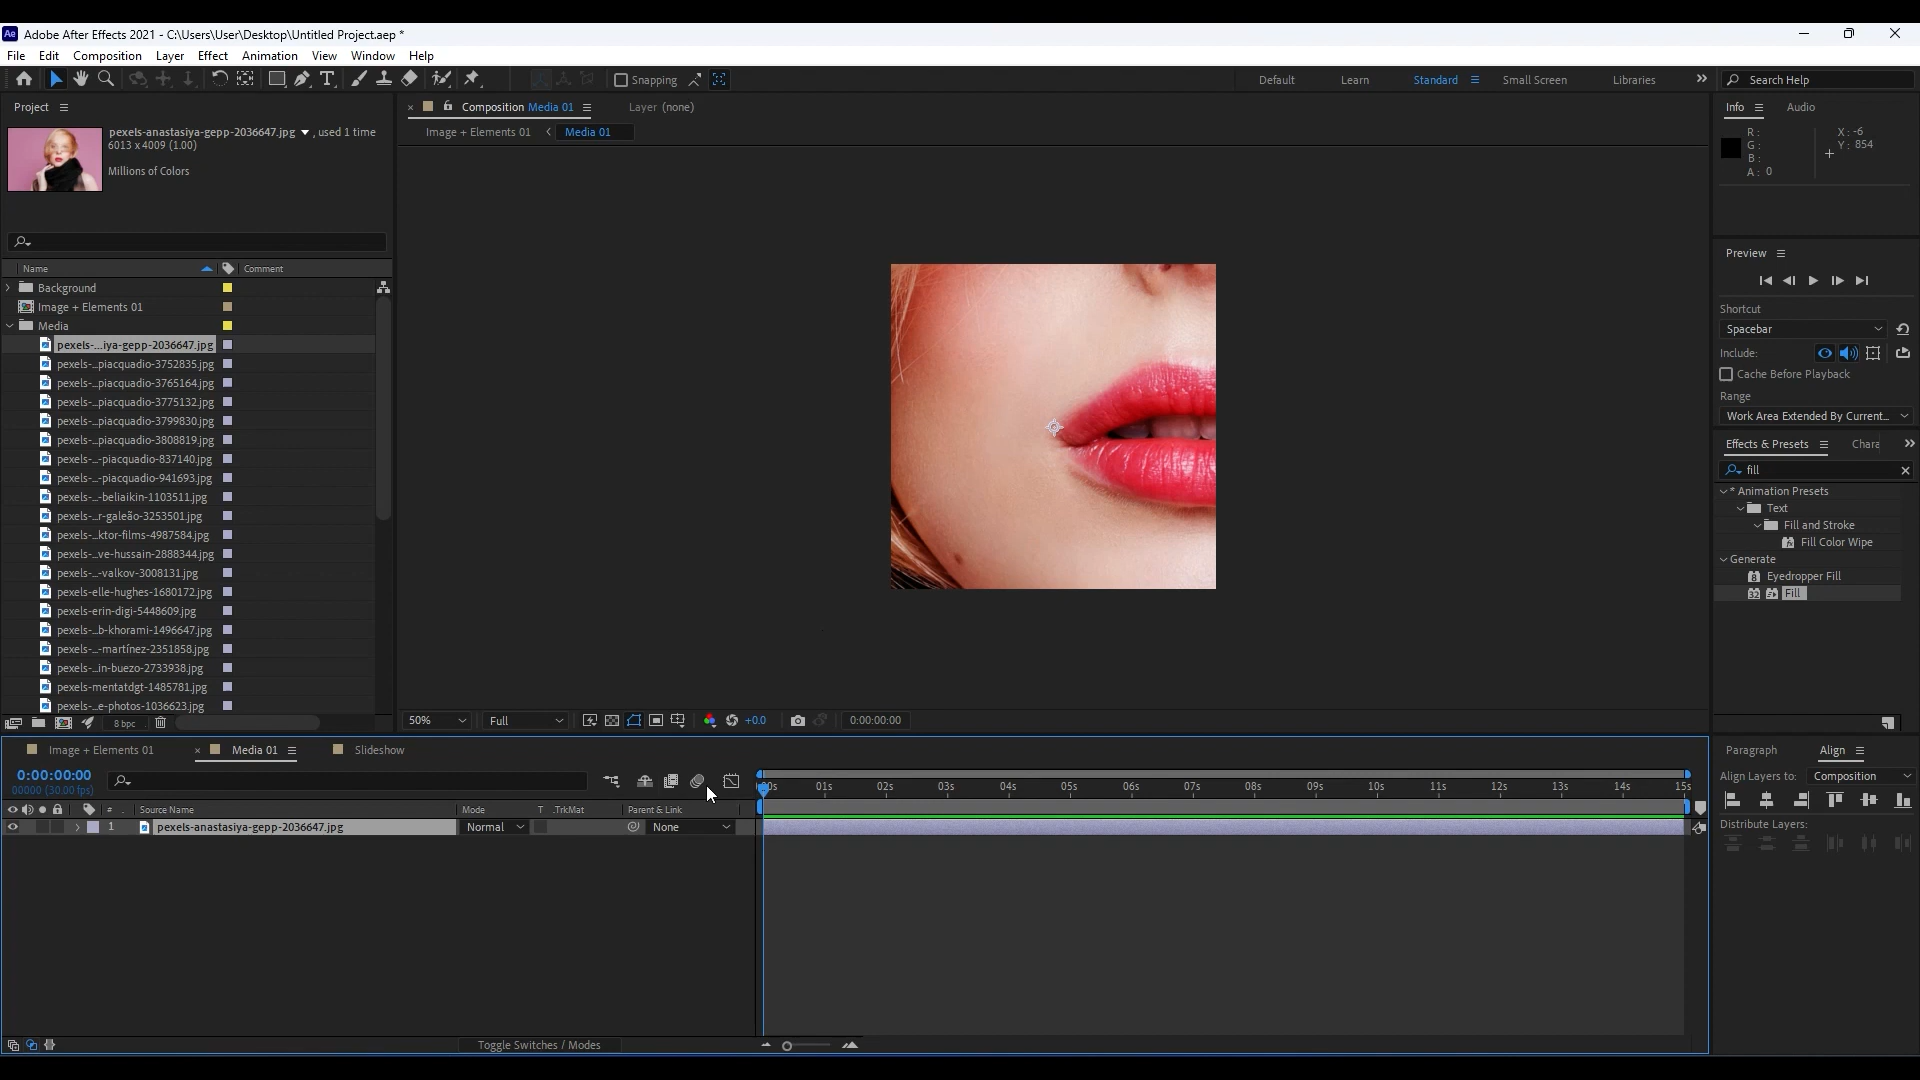 Ae Adobe After Effects 2021 - C:\Users\User\Desktop\Untitled Project.aep *
File Edit Composition Layer Effect Animation View Window Help
Snapping Default Learn Standard Small Screen Libraries Search Help
Project
pexels-anastasiya-gepp-2036647.jpg , used 1 time
6013 x 4009 (1.00)
Millions of Colors
Name Comment
Background
Image + Elements 01
Media
pexels-...iya-gepp-2036647.jpg
pexels-...piacquadio-3752835.jpg
pexels-...piacquadio-3765164.jpg
pexels-...piacquadio-3775132.jpg
pexels-...piacquadio-3799830.jpg
pexels-...piacquadio-3808819.jpg
pexels-...-piacquadio-837140.jpg
pexels-...-piacquadio-941693.jpg
pexels-...-beliaikin-1103511.jpg
pexels-...r-galeão-3253501.jpg
pexels-...ktor-films-4987584.jpg
pexels-...ve-hussain-2888344.jpg
pexels-...-valkov-3008131.jpg
pexels-elle-hughes-1680172.jpg
pexels-erin-digi-5448609.jpg
pexels-...b-khorami-1496647.jpg
pexels-...-martínez-2351858.jpg
pexels-...in-buezo-2733938.jpg
pexels-mentatdgt-1485781.jpg
pexels-...e-photos-1036623.jpg
8 bpc
Composition Media 01 Layer (none)
Image + Elements 01 Media 01
50% Full +0.0 0:00:00:00
Info Audio
R :
G :
B :
A : 0
X : -6
Y : 854
Preview
Shortcut
Spacebar
Include:
Cache Before Playback
Range
Work Area Extended By Current...
Effects & Presets Chara
fill
* Animation Presets
Text
Fill and Stroke
Fill Color Wipe
Generate
Eyedropper Fill
32 Fill
Image + Elements 01 Media 01 Slideshow
0:00:00:00
00000 (30.00 fps)
# Source Name Mode T .TrkMat Parent & Link
1 pexels-anastasiya-gepp-2036647.jpg Normal None
01s 02s 03s 04s 05s 06s 07s 08s 09s 10s 11s 12s 13s 14s 15s
Toggle Switches / Modes
Paragraph Align
Align Layers to: Composition
Distribute Layers: